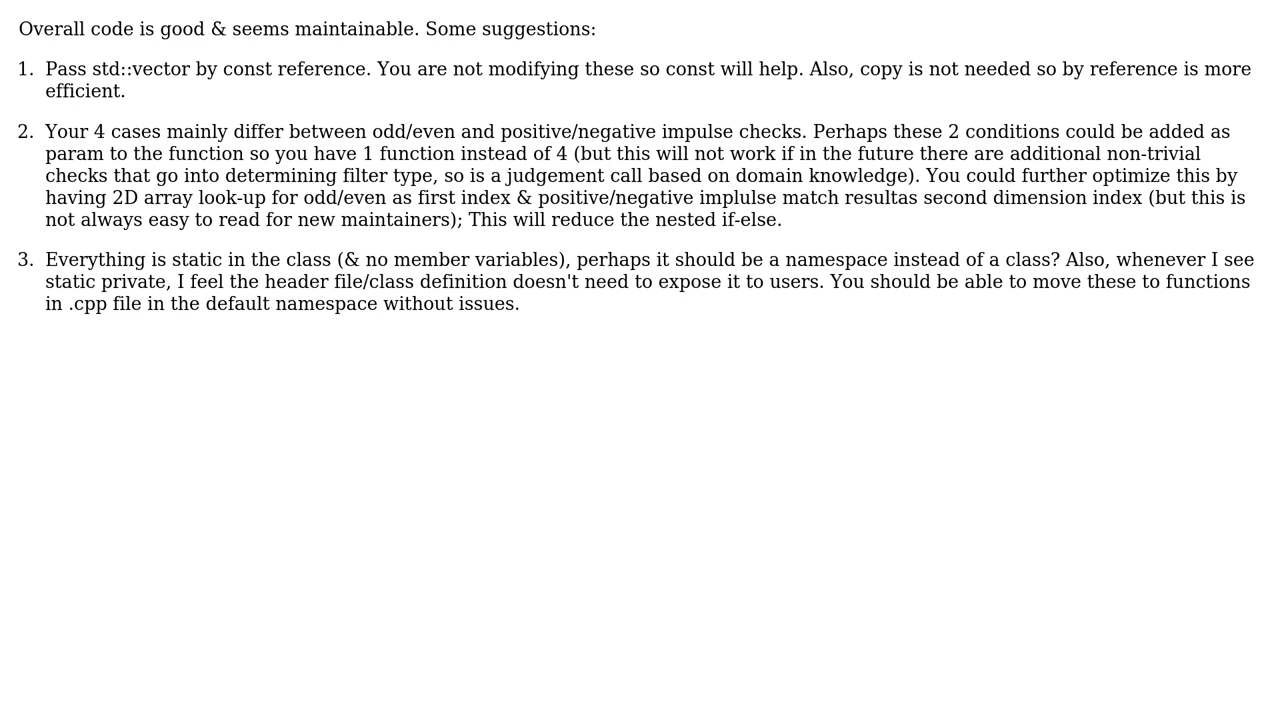 Overall code is good & seems maintainable. Some suggestions:
1. Pass std::vector by const reference. You are not modifying these so const will help. Also, copy is not needed so by reference is more
efficient.
2. Your 4 cases mainly differ between odd/even and positive/negative impulse checks. Perhaps these 2 conditions could be added as
param to the function so you have 1 function instead of 4 (but this will not work if in the future there are additional non-trivial
checks that go into determining filter type, so is a judgement call based on domain knowledge). You could further optimize this by
having 2D array look-up for odd/even as first index & positive/negative implulse match resultas second dimension index (but this is
not always easy to read for new maintainers); This will reduce the nested if-else.
3. Everything is static in the class (& no member variables), perhaps it should be a namespace instead of a class? Also, whenever I see
static private, I feel the header file/class definition doesn't need to expose it to users. You should be able to move these to functions
in .cpp file in the default namespace without issues.